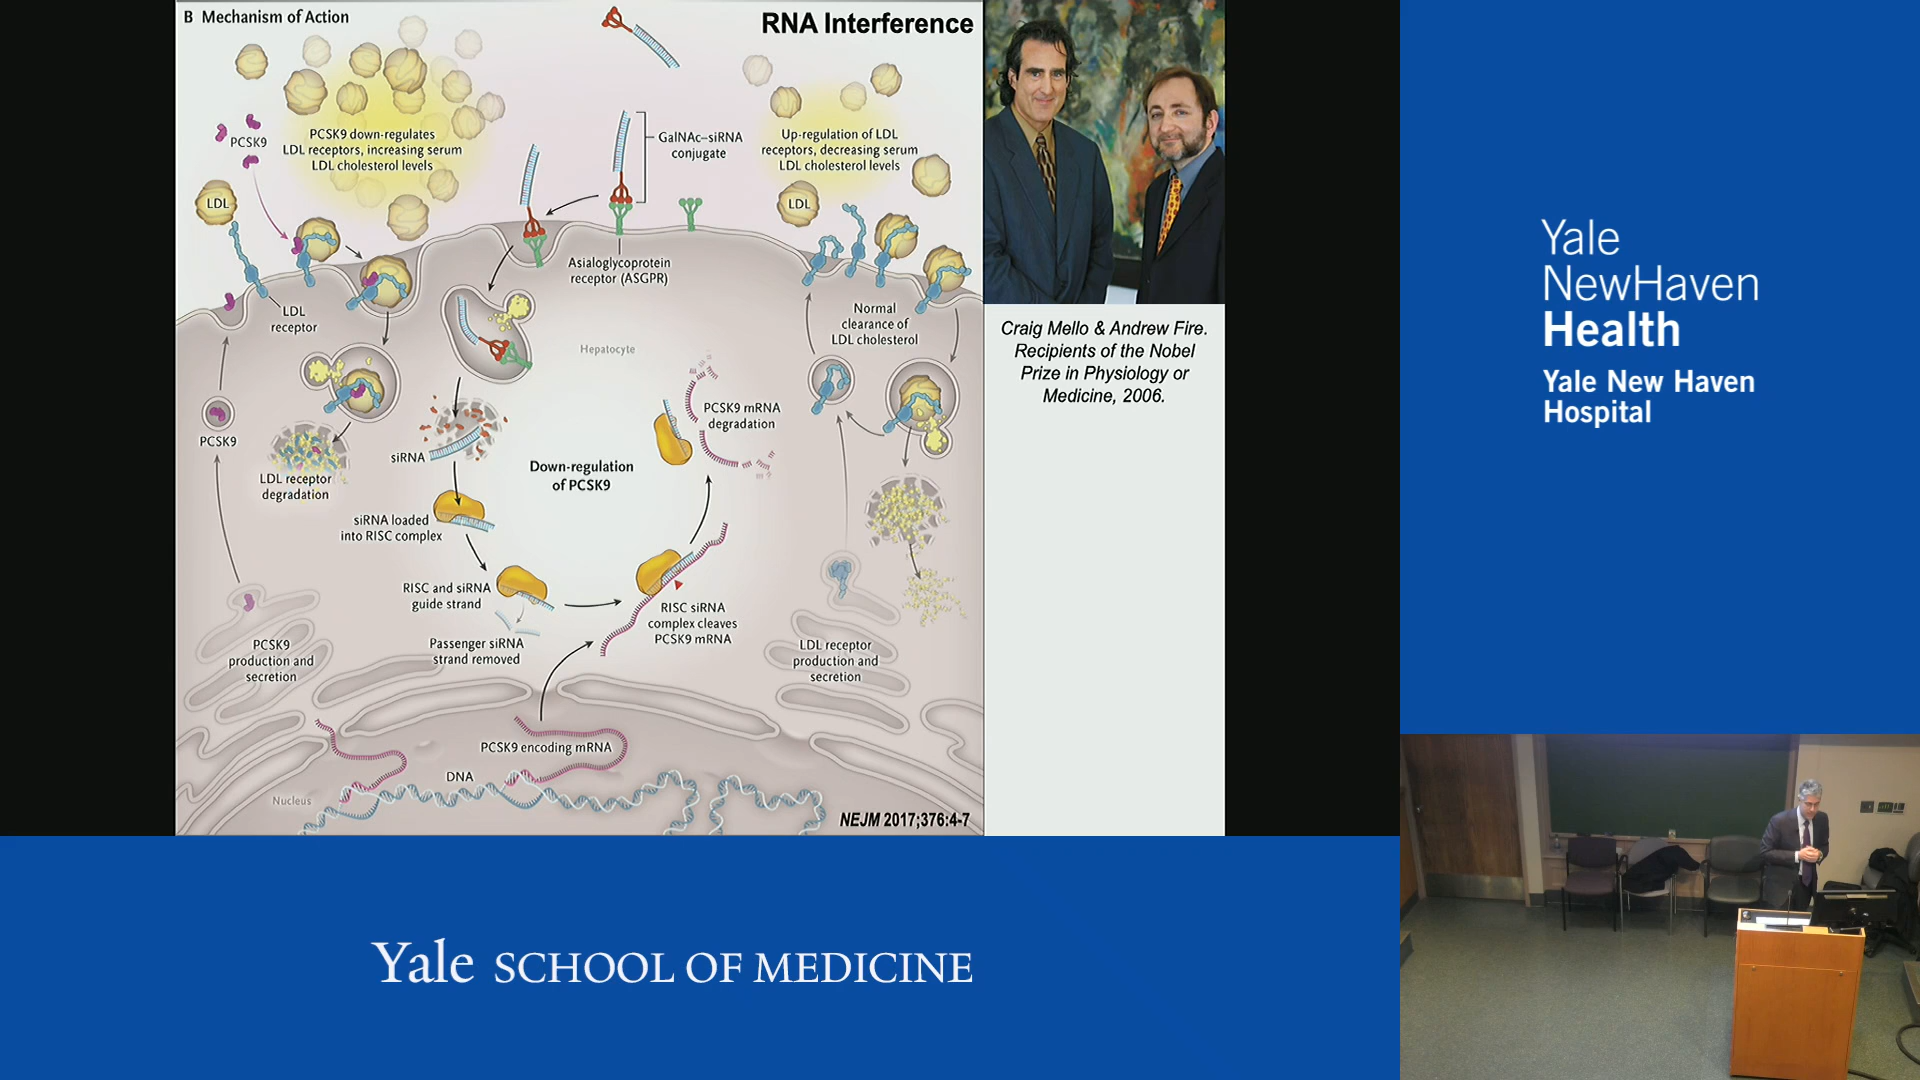 B Mechanism of Action
RNA Interference
PCSK9
PCSK9 down-regulates
LDL receptors, increasing serum
LDL cholesterol levels
GalNAc–siRNA
conjugate
Up-regulation of LDL
receptors, decreasing serum
LDL cholesterol levels
LDL
LDL
Asialoglycoprotein
receptor (ASGPR)
LDL
receptor
Normal
clearance of
LDL cholesterol
Hepatocyte
PCSK9
PCSK9 mRNA
degradation
siRNA
LDL receptor
degradation
Down-regulation
of PCSK9
siRNA loaded
into RISC complex
RISC and siRNA
guide strand
RISC siRNA
complex cleaves
PCSK9 mRNA
Passenger siRNA
strand removed
PCSK9
production and
secretion
LDL receptor
production and
secretion
PCSK9 encoding mRNA
DNA
Nucleus
NEJM 2017;376:4-7
Craig Mello & Andrew Fire.
Recipients of the Nobel
Prize in Physiology or
Medicine, 2006.
Yale
NewHaven
Health
Yale New Haven
Hospital
Yale SCHOOL OF MEDICINE